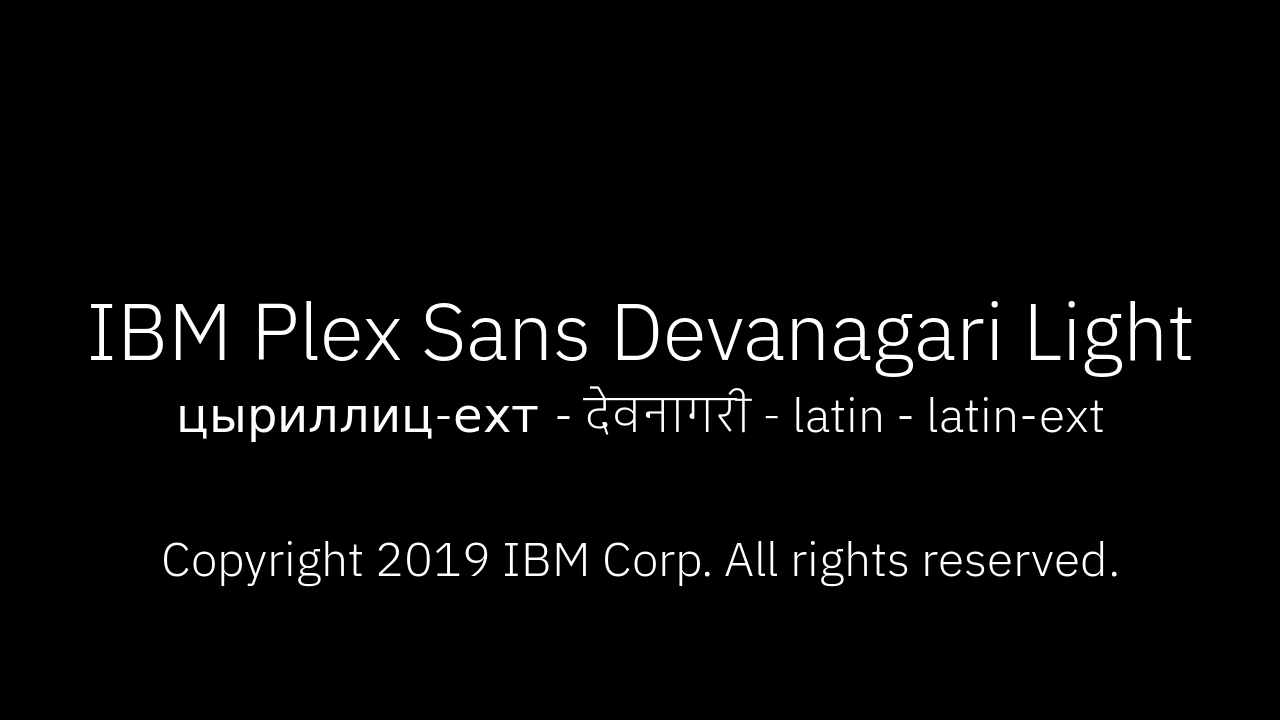 IBM Plex Sans Devanagari Light
цыриллиц-ехт - देवनागरी - latin - latin-ext
Copyright 2019 IBM Corp. All rights reserved.